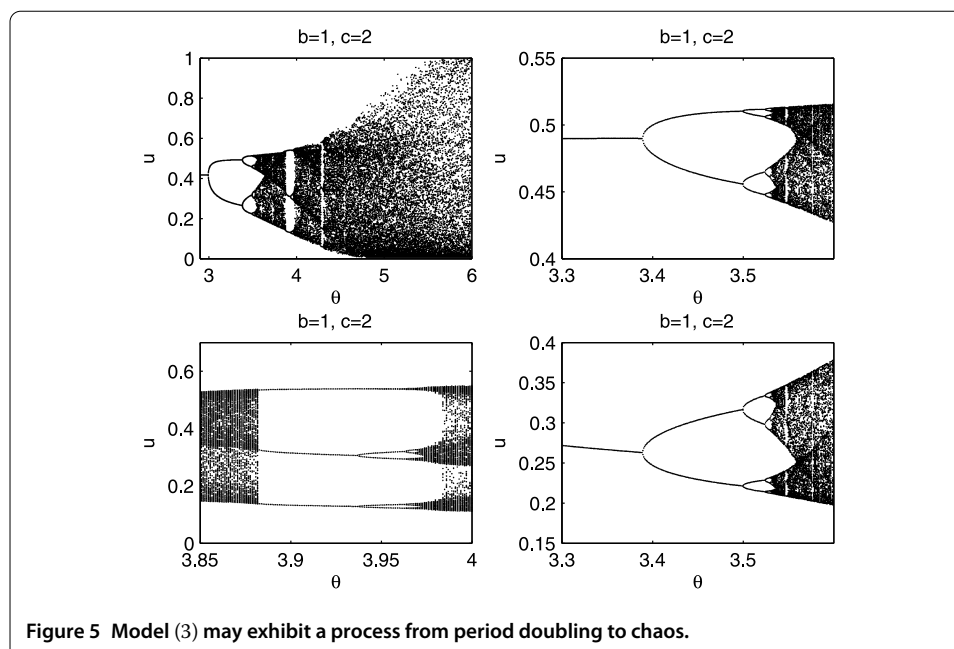 b=1, c=2
1
0.8
0.6
0.4
0.2
0
u
3 4 5 6
θ
b=1, c=2
0.55
0.5
0.45
0.4
u
3.3 3.4 3.5
θ
b=1, c=2
0.6
0.4
0.2
0
u
3.85 3.9 3.95 4
θ
b=1, c=2
0.4
0.35
0.3
0.25
0.2
0.15
u
3.3 3.4 3.5
θ
Figure 5 Model (3) may exhibit a process from period doubling to chaos.